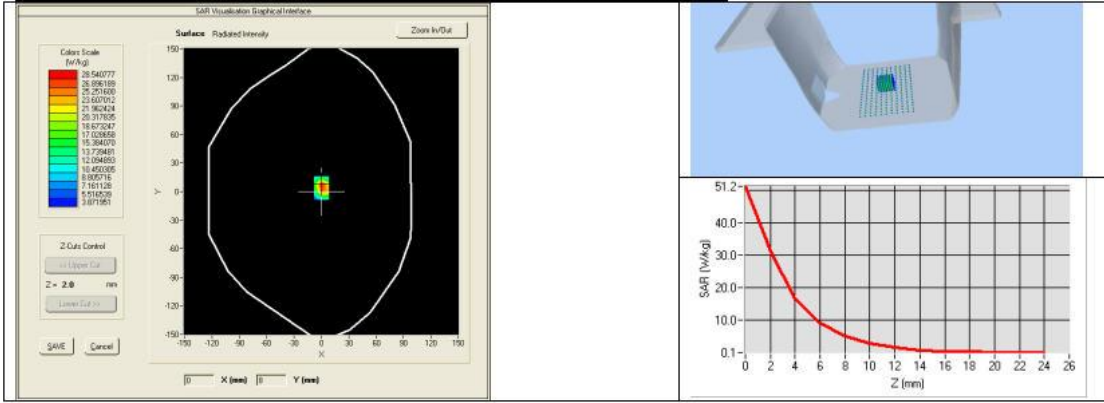 SAR Visualisation Graphical Interface
Surface Radiated Intensity
Zoom In/Out
Colors Scale
(W/kg)
28.540777
26.896189
25.251600
23.607012
21.962424
20.317835
18.673247
17.028658
15.384070
13.739481
12.094893
10.450305
8.805716
7.161128
5.516539
3.871951
Z-Cuts Control
<< Upper Cut
Z = 2.0 mm
Lower Cut >>
SAVE Cancel
150-
120-
90-
60-
30-
Y 0-
-30-
-60-
-90-
-120-
-150-
-150 -120 -90 -60 -30 0 30 60 90 120 150
X
0 X (mm) 8 Y (mm)
SAR (W/kg)
51.2-
40.0-
30.0-
20.0-
10.0-
0.1-
0 2 4 6 8 10 12 14 16 18 20 22 24 26
Z (mm)